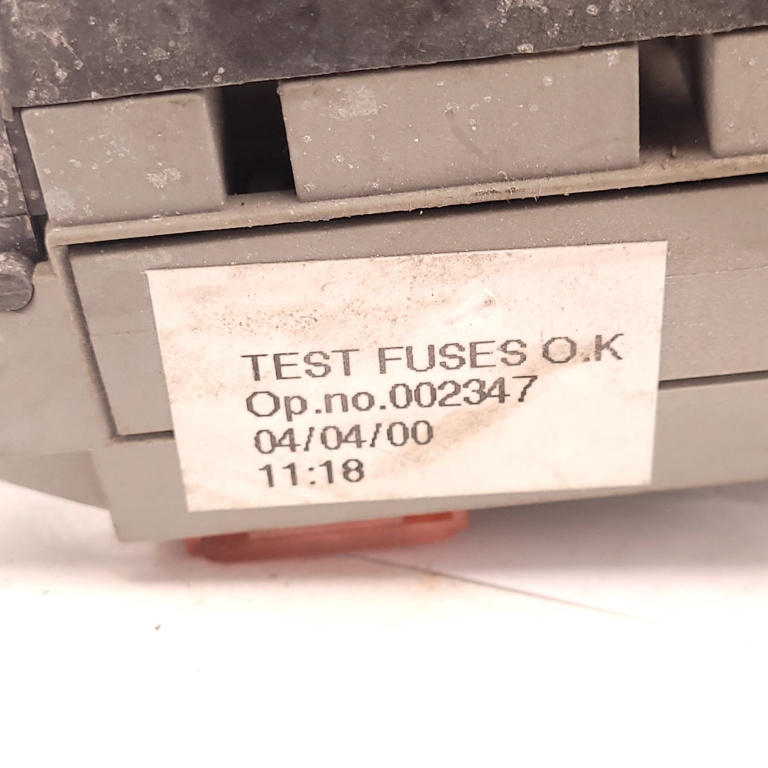 TEST FUSES O.K
Op.no.002347
04/04/00
11:18